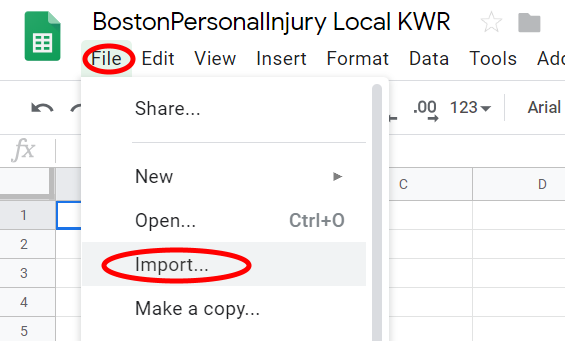 BostonPersonalInjury Local KWR
File Edit View Insert Format Data Tools Add
.00 123 Arial
fx
Share...
C D
1
New
Open... Ctrl+O
2
Import...
3
4
Make a copy...
5